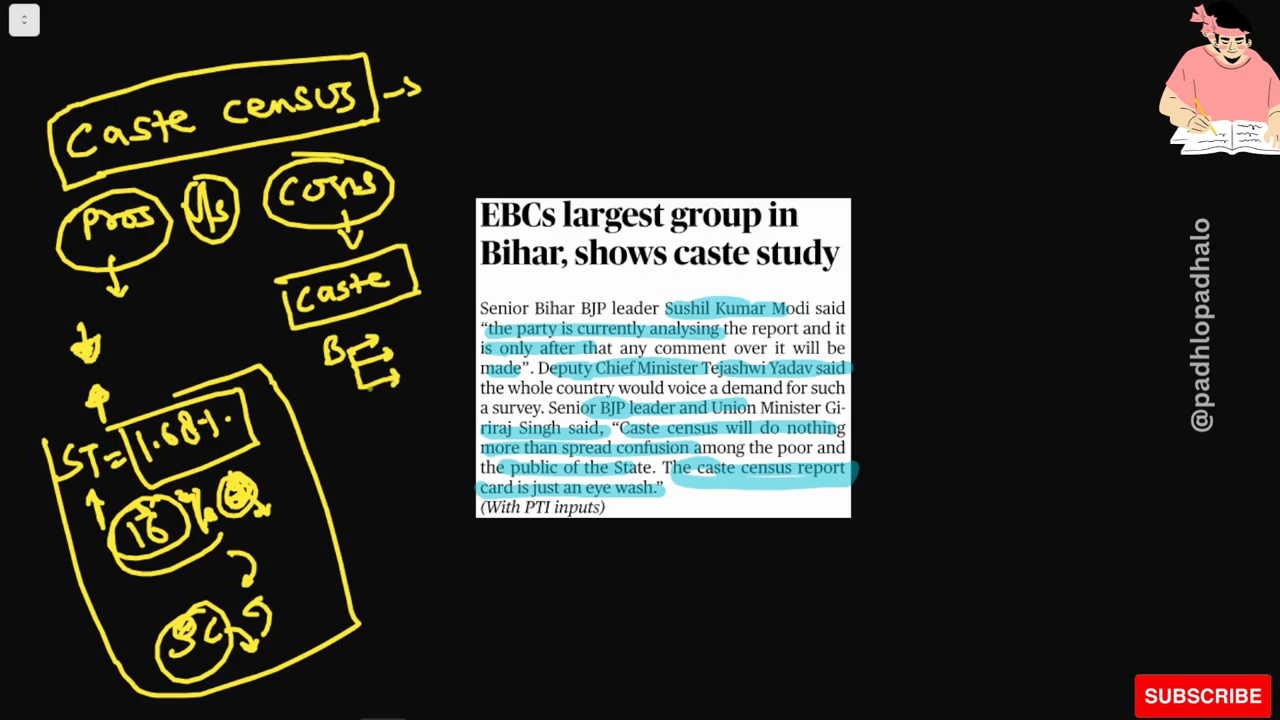 Caste census
Pros
V/s
Cons
Caste
B
ST = 1.68%.
16
SC
EBCs largest group in
Bihar, shows caste study
Senior Bihar BJP leader Sushil Kumar Modi said
“the party is currently analysing the report and it
is only after that any comment over it will be
made”. Deputy Chief Minister Tejashwi Yadav said
the whole country would voice a demand for such
a survey. Senior BJP leader and Union Minister Gi-
riraj Singh said, “Caste census will do nothing
more than spread confusion among the poor and
the public of the State. The caste census report
card is just an eye wash.”
(With PTI inputs)
@padhlopadhalo
SUBSCRIBE